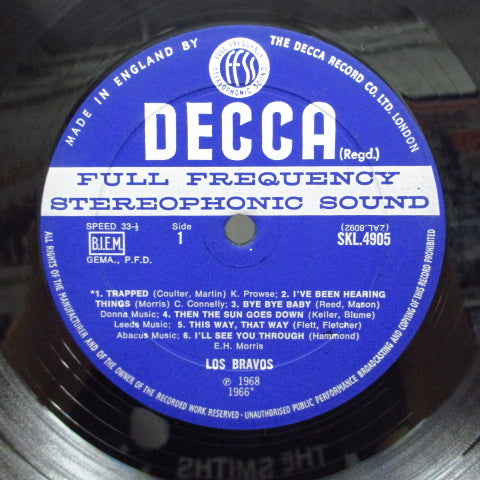 MADE IN ENGLAND BY
THE DECCA RECORD CO. LTD. LONDON
FULL FREQUENCY
ffss
STEREOPHONIC SOUND
DECCA (Regd.)
FULL FREQUENCY
STEREOPHONIC SOUND
SPEED 33⅓ Side (ZAL.8092)
B.I.E.M. 1 SKL.4905
GEMA., P.F.D.
*1. TRAPPED (Coulter, Martin) K. Prowse; 2. I'VE BEEN HEARING
THINGS (Morris) C. Connelly; 3. BYE BYE BABY (Reed, Mason)
Donna Music; 4. THEN THE SUN GOES DOWN (Keller, Blume)
Leeds Music; 5. THIS WAY, THAT WAY (Flett, Fletcher)
Abacus Music; 6. I'LL SEE YOU THROUGH (Hammond)
E.H. Morris
LOS BRAVOS
℗ 1968
1966*
ALL RIGHTS OF THE MANUFACTURER AND OF THE OWNER OF THE RECORDED WORK RESERVED · UNAUTHORISED PUBLIC PERFORMANCE BROADCASTING AND COPYING OF THIS RECORD PROHIBITED
THE SMITHS